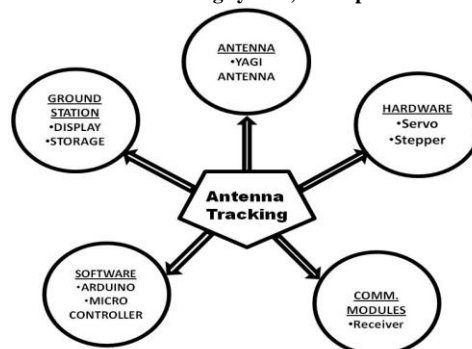 ANTENNA
•YAGI
ANTENNA
GROUND
STATION
•DISPLAY
•STORAGE
HARDWARE
•Servo
•Stepper
Antenna
Tracking
SOFTWARE
•ARDUINO
•MICRO
CONTROLLER
COMM.
MODULES
•Receiver